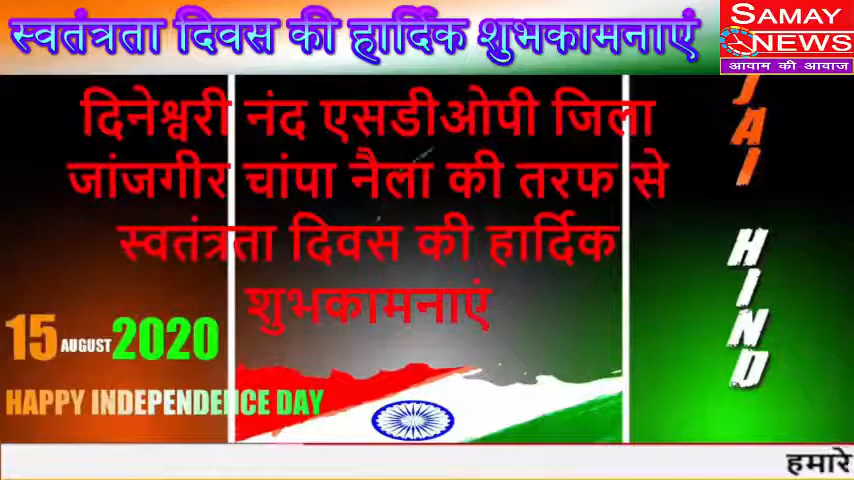 स्वतंत्रता दिवस की हार्दिक शुभकामनाएं
SAMAY
NEWS
आवाम की आवाज
दिनेश्वरी नंद एसडीओपी जिला
जांजगीर चांपा नैला की तरफ से
स्वतंत्रता दिवस की हार्दिक
शुभकामनाएं
JAI
HIND
15 AUGUST 2020
HAPPY INDEPENDENCE DAY
हमारे